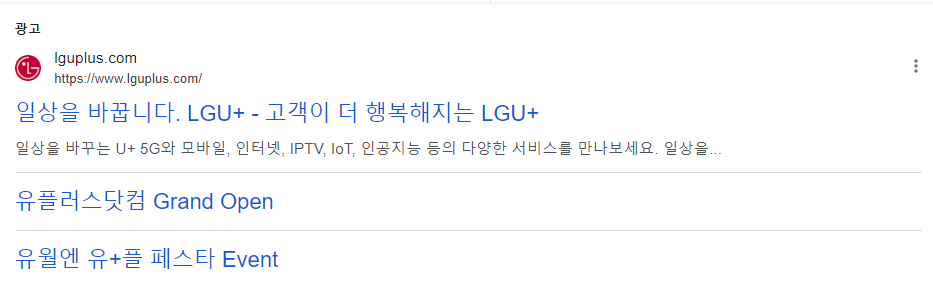 광고
lguplus.com
https://www.lguplus.com/
일상을 바꿉니다. LGU+ - 고객이 더 행복해지는 LGU+
일상을 바꾸는 U+ 5G와 모바일, 인터넷, IPTV, IoT, 인공지능 등의 다양한 서비스를 만나보세요. 일상을...
유플러스닷컴 Grand Open
유월엔 유+플 페스타 Event